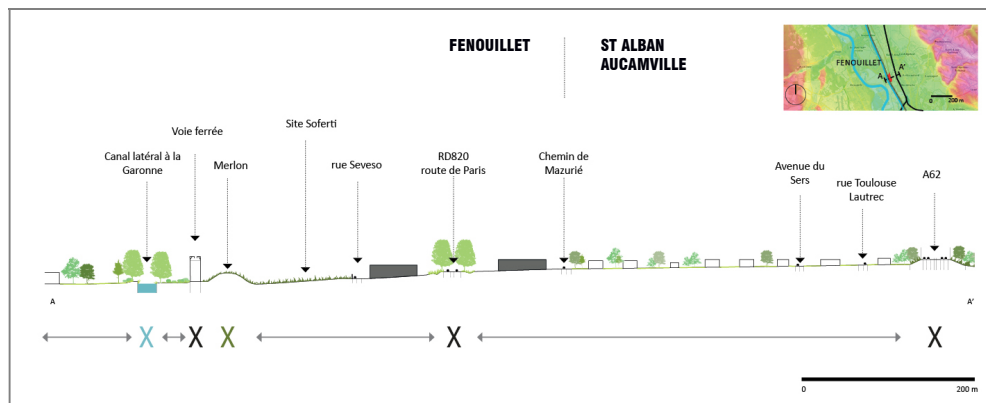 FENOUILLET
ST ALBAN
AUCAMVILLE
FENOUILLET
A'
A
A
0
200 m
Canal latéral à la
Garonne
Voie ferrée
Merlon
Site Soferti
rue Seveso
RD820
route de Paris
Chemin de
Mazurié
Avenue du
Sers
rue Toulouse
Lautrec
A62
A
A'
X
X
X
X
X
0
200 m